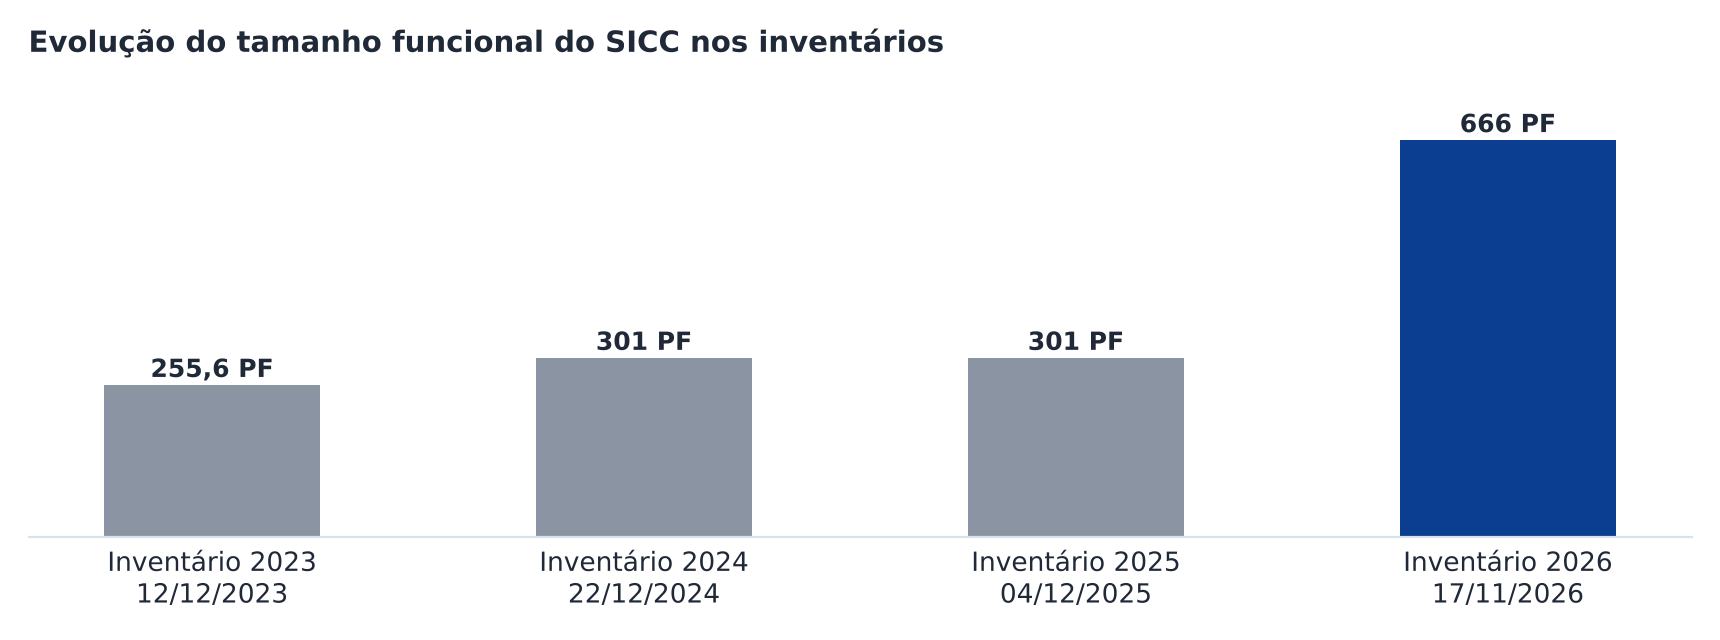 Evolução do tamanho funcional do SICC nos inventários
666 PF
301 PF
301 PF
255,6 PF
Inventário 2023
12/12/2023
Inventário 2024
22/12/2024
Inventário 2025
04/12/2025
Inventário 2026
17/11/2026